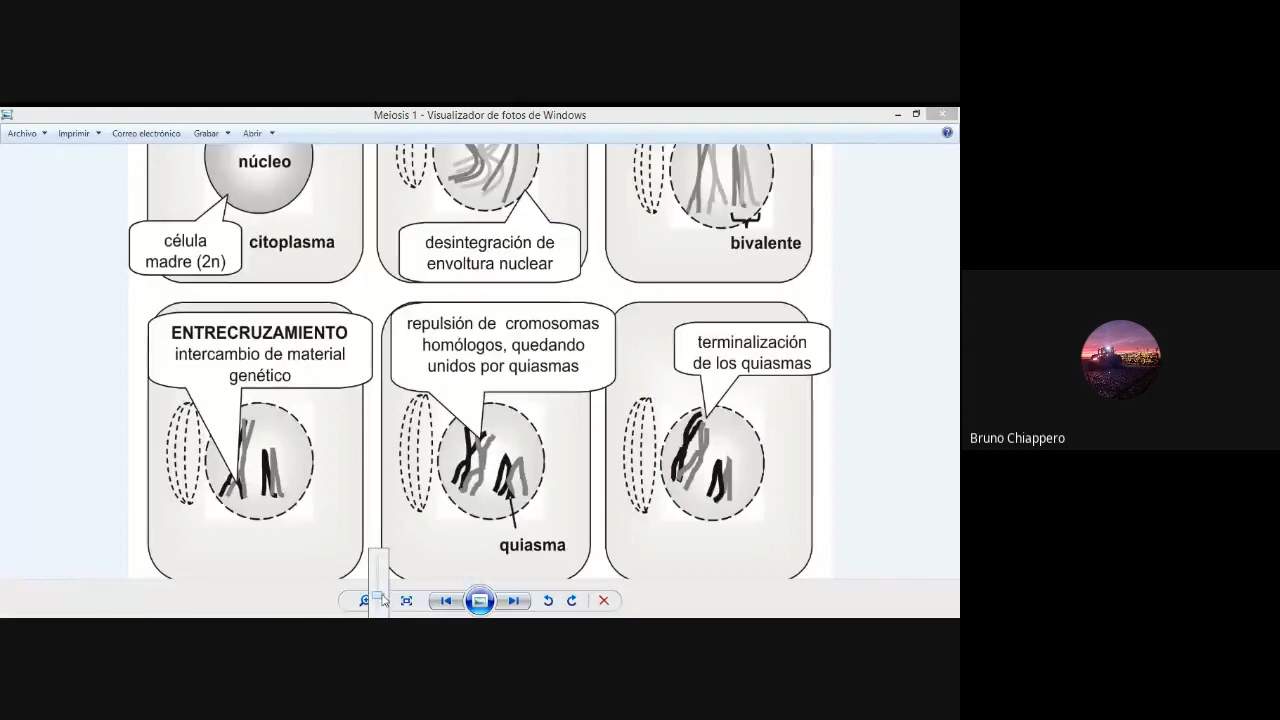 Meiosis 1 - Visualizador de fotos de Windows
Archivo Imprimir Correo electrónico Grabar Abrir
núcleo
célula
madre (2n)
citoplasma
desintegración de
envoltura nuclear
bivalente
ENTRECRUZAMIENTO
intercambio de material
genético
repulsión de cromosomas
homólogos, quedando
unidos por quiasmas
terminalización
de los quiasmas
quiasma
Bruno Chiappero